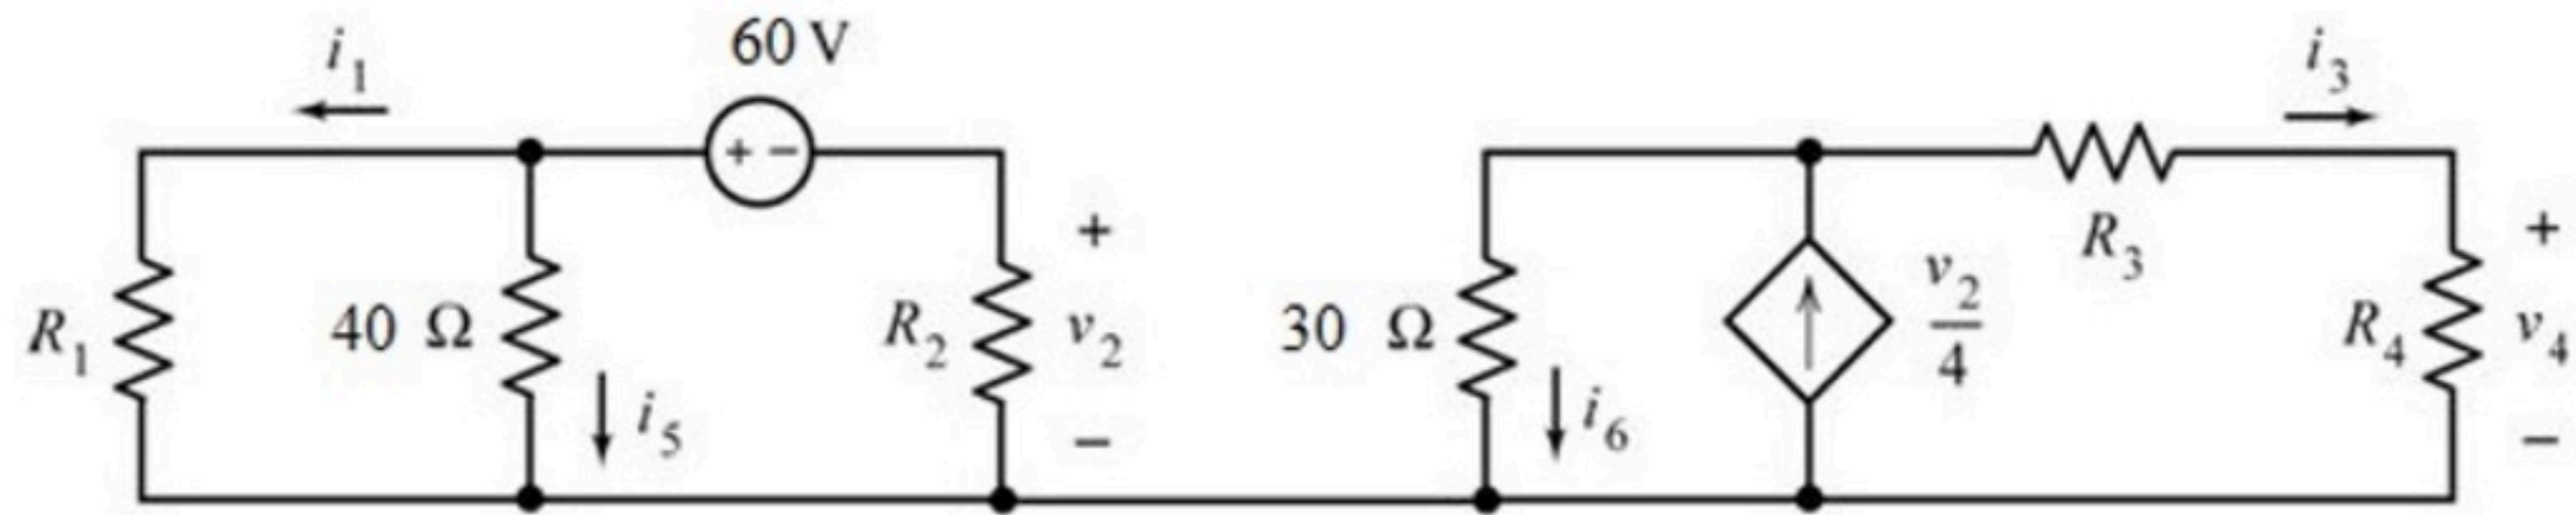 i₁
60 V
+ −
i₃
R₁
40 Ω
i₅
R₂
+
v₂
−
30 Ω
i₆
v₂
4
R₃
R₄
+
v₄
−